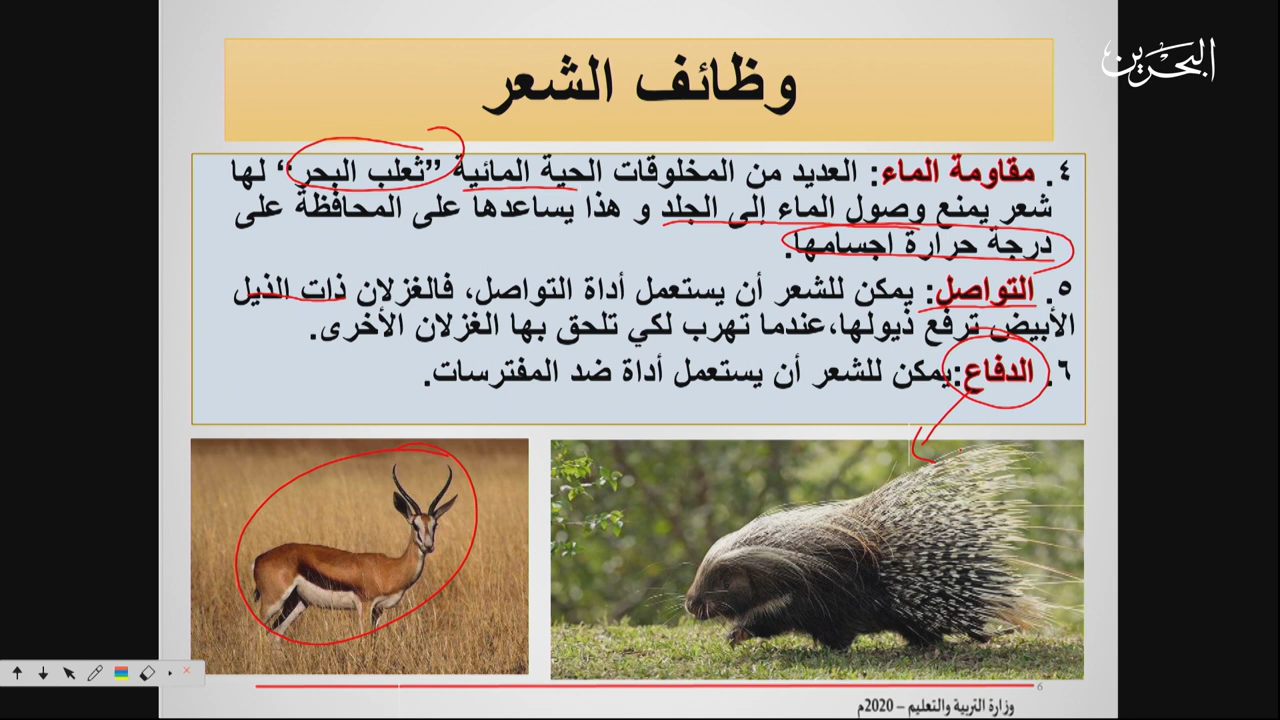 البحرين
وظائف الشعر
٤. مقاومة الماء: العديد من المخلوقات الحية المائية ”ثعلب البحر“ لها
شعر يمنع وصول الماء إلى الجلد و هذا يساعدها على المحافظة على
درجة حرارة اجسامها.
٥. التواصل: يمكن للشعر أن يستعمل أداة التواصل، فالغزلان ذات الذيل
الأبيض ترفع ذيولها،عندما تهرب لكي تلحق بها الغزلان الأخرى.
٦. الدفاع:يمكن للشعر أن يستعمل أداة ضد المفترسات.
6
وزارة التربية والتعليم – 2020م